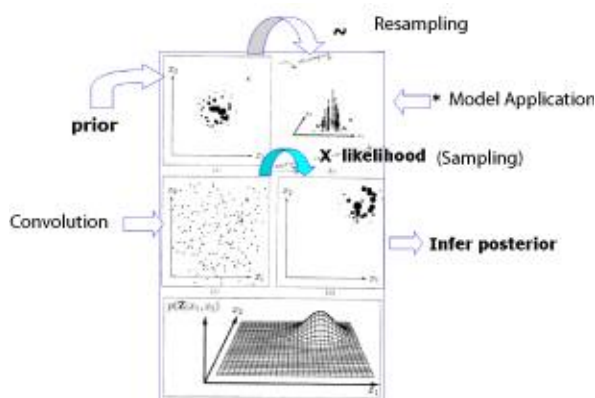 ~ Resampling
prior
* Model Application
X likelihood (Sampling)
Convolution
Infer posterior